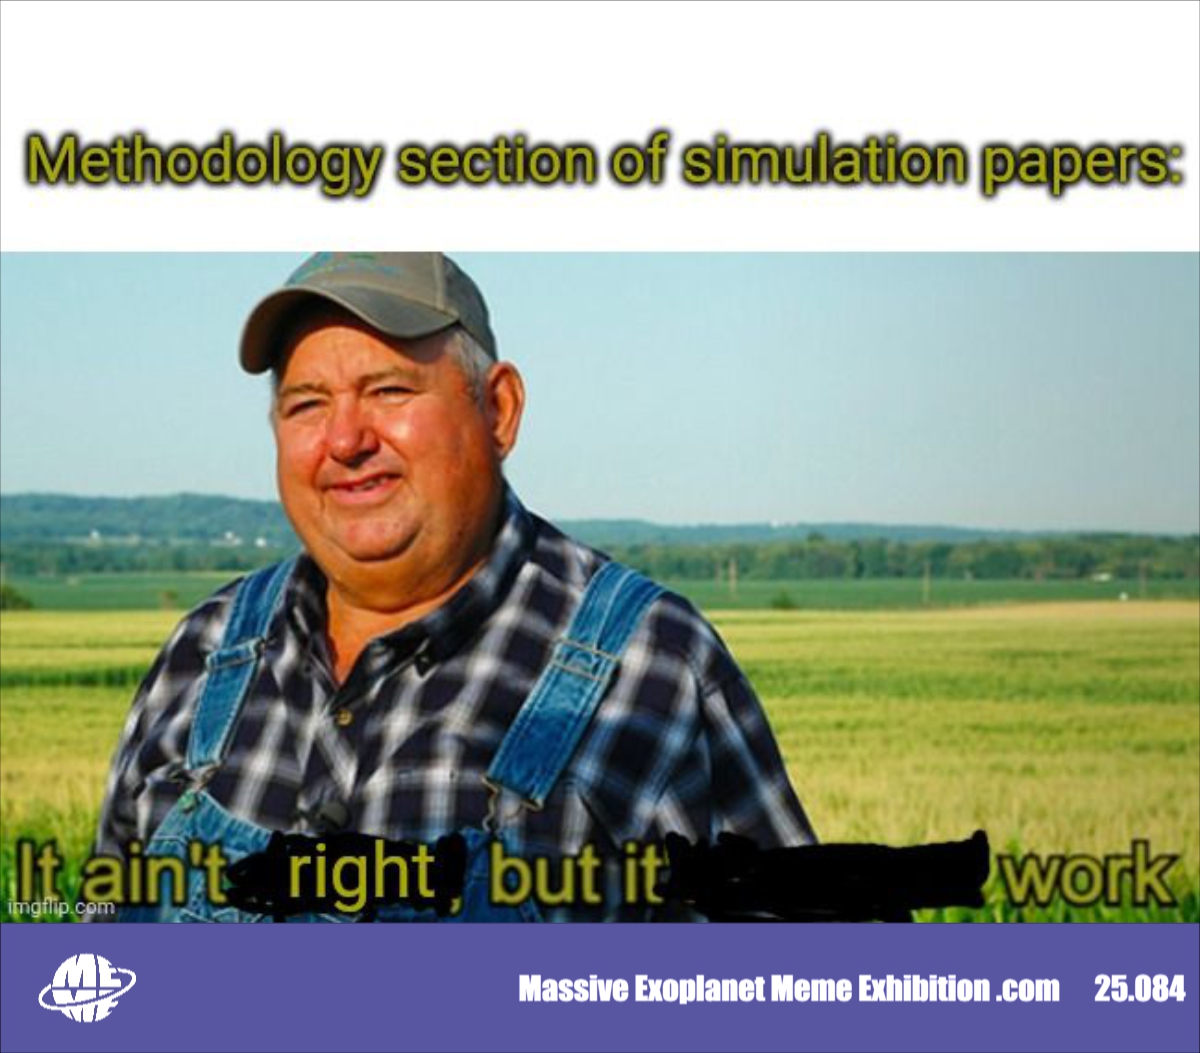 Methodology section of simulation papers:
It ain't right, but it work
imgflip.com
MEME
Massive Exoplanet Meme Exhibition .com 25.084